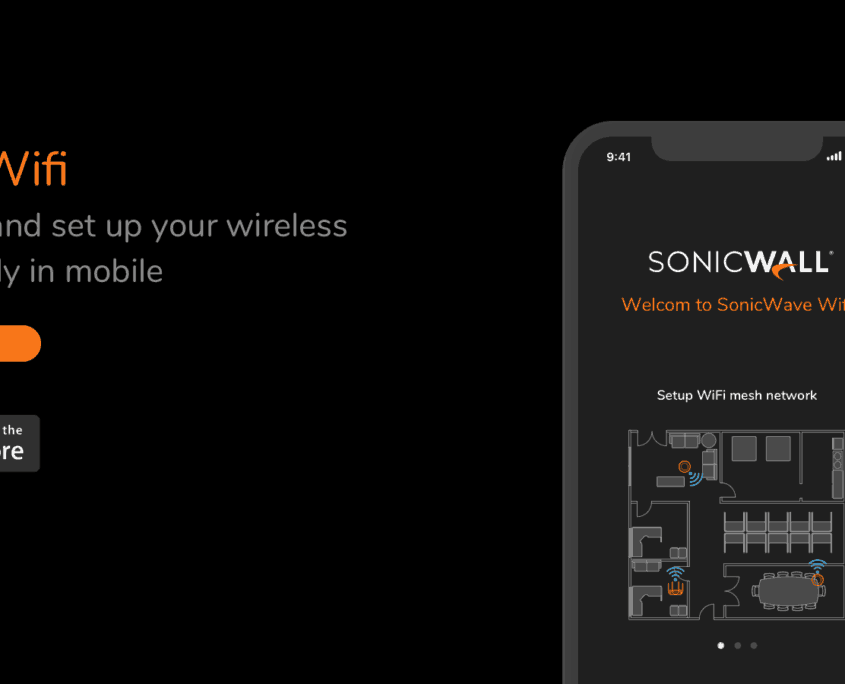 Wifi
and set up your wireless
ly in mobile
the
re
9:41
SONICWALL®
Welcom to SonicWave Wif
Setup WiFi mesh network